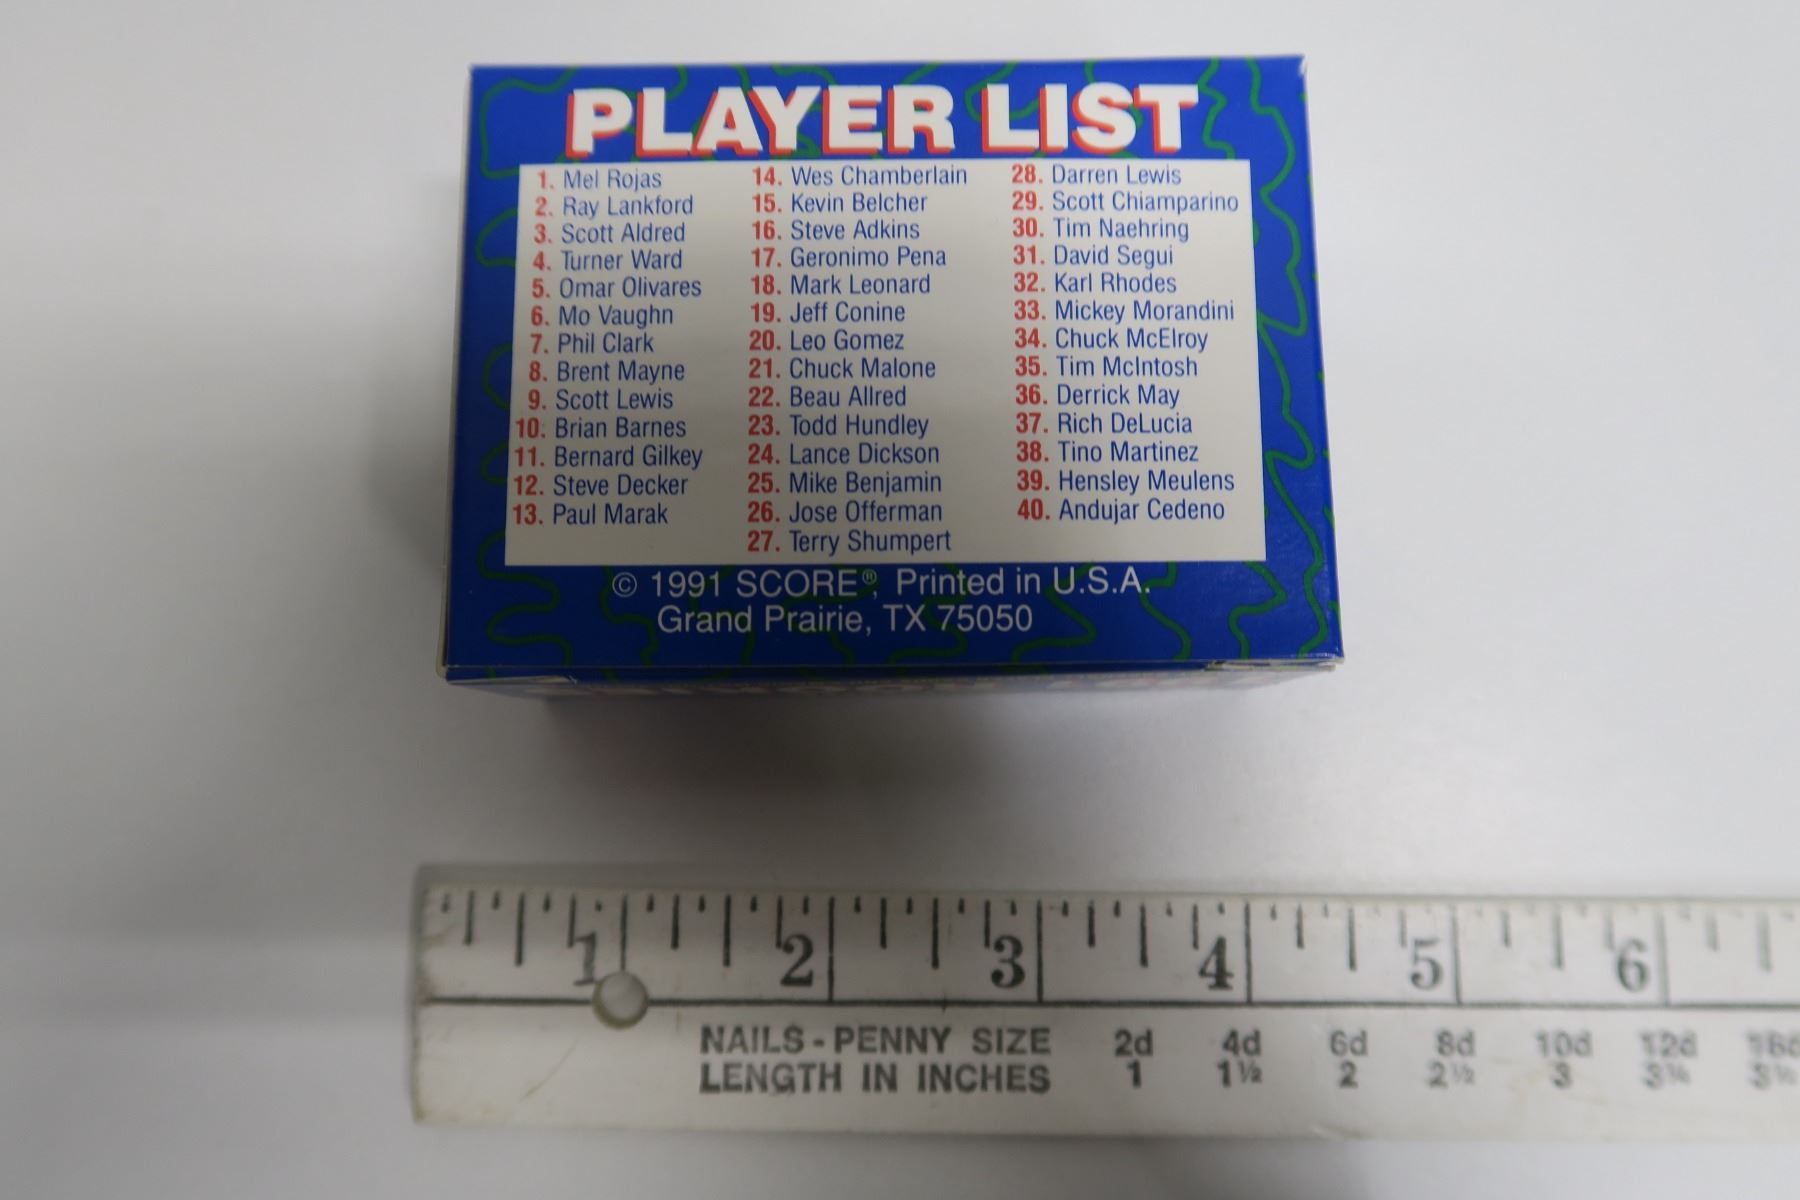 PLAYER LIST
1. Mel Rojas
2. Ray Lankford
3. Scott Aldred
4. Turner Ward
5. Omar Olivares
6. Mo Vaughn
7. Phil Clark
8. Brent Mayne
9. Scott Lewis
10. Brian Barnes
11. Bernard Gilkey
12. Steve Decker
13. Paul Marak
14. Wes Chamberlain
15. Kevin Belcher
16. Steve Adkins
17. Geronimo Pena
18. Mark Leonard
19. Jeff Conine
20. Leo Gomez
21. Chuck Malone
22. Beau Allred
23. Todd Hundley
24. Lance Dickson
25. Mike Benjamin
26. Jose Offerman
27. Terry Shumpert
28. Darren Lewis
29. Scott Chiamparino
30. Tim Naehring
31. David Segui
32. Karl Rhodes
33. Mickey Morandini
34. Chuck McElroy
35. Tim McIntosh
36. Derrick May
37. Rich DeLucia
38. Tino Martinez
39. Hensley Meulens
40. Andujar Cedeno
© 1991 SCORE®, Printed in U.S.A.
Grand Prairie, TX 75050
1 2 3 4 5 6
NAILS - PENNY SIZE 2d 4d 6d 8d 10d 12d 16d
LENGTH IN INCHES 1 1½ 2 2½ 3 3¼